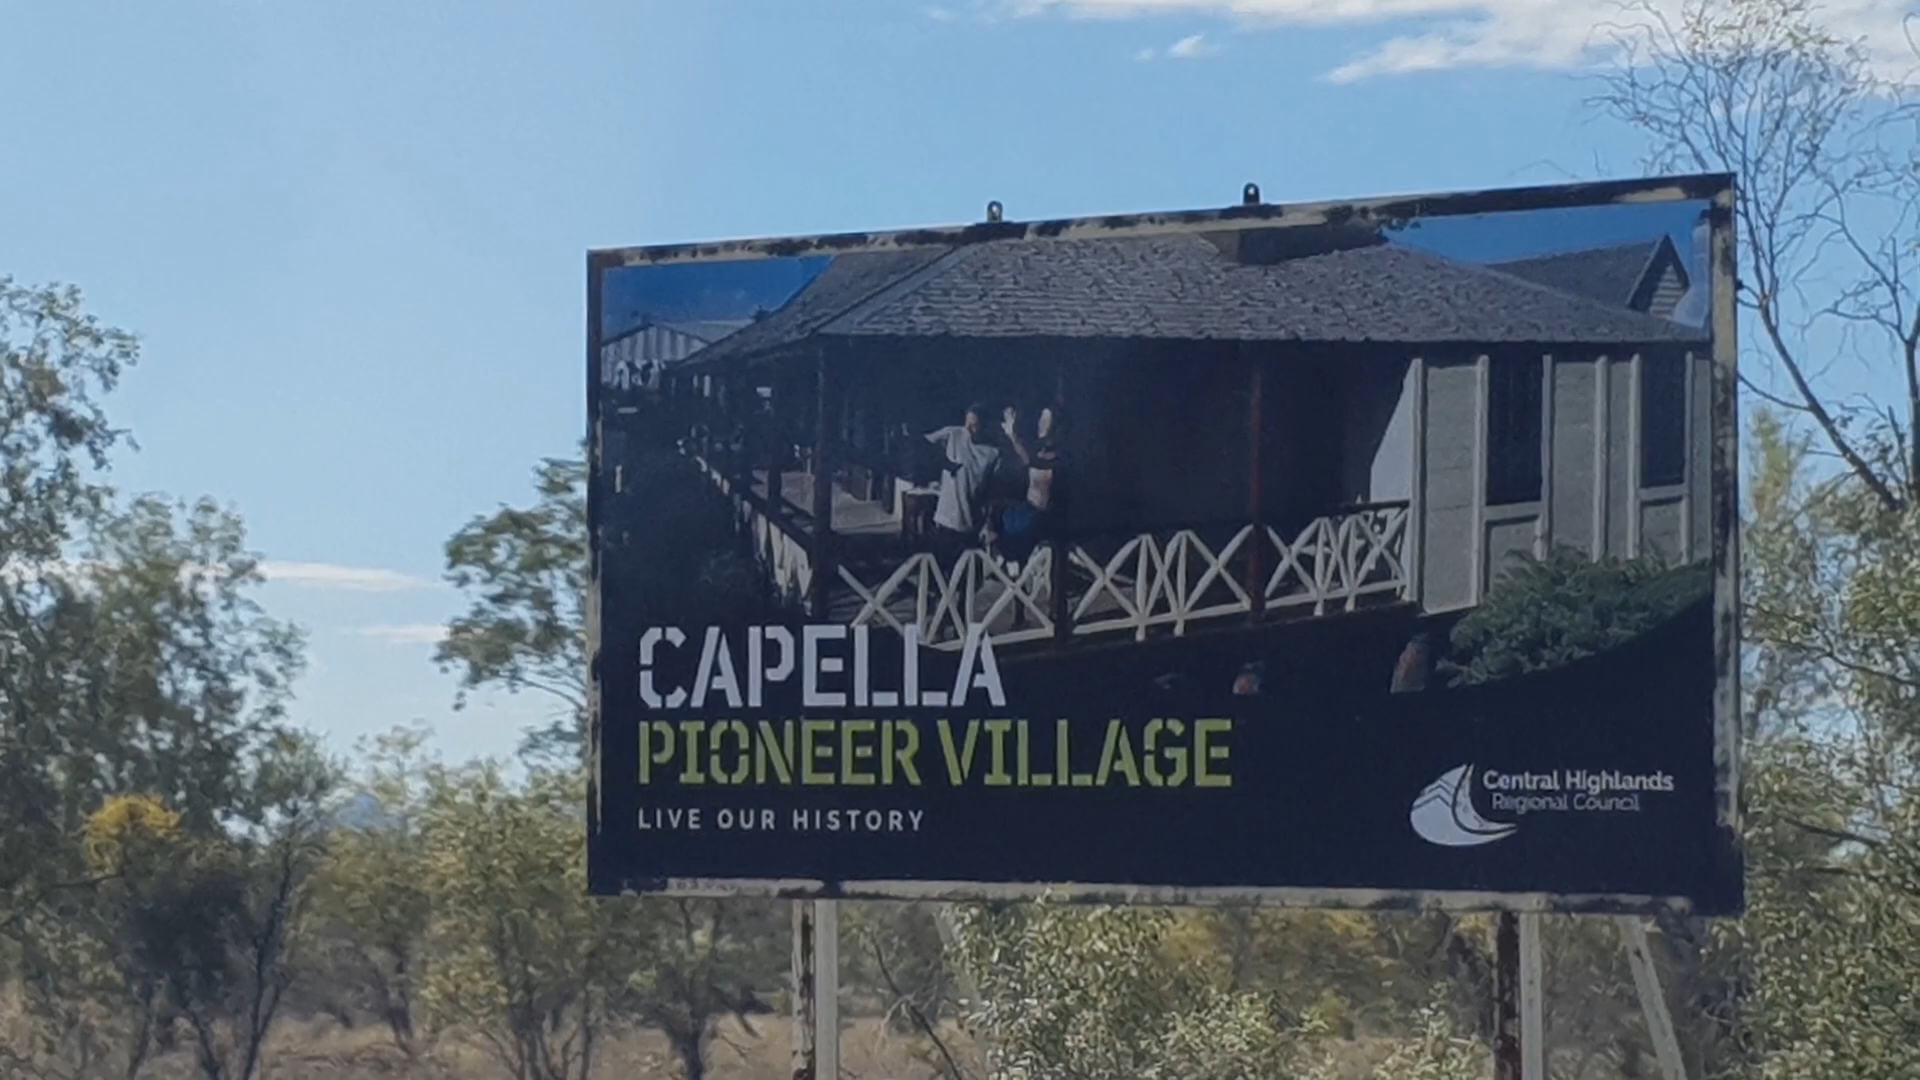 CAPELLA
PIONEER VILLAGE
LIVE OUR HISTORY
Central Highlands
Regional Council